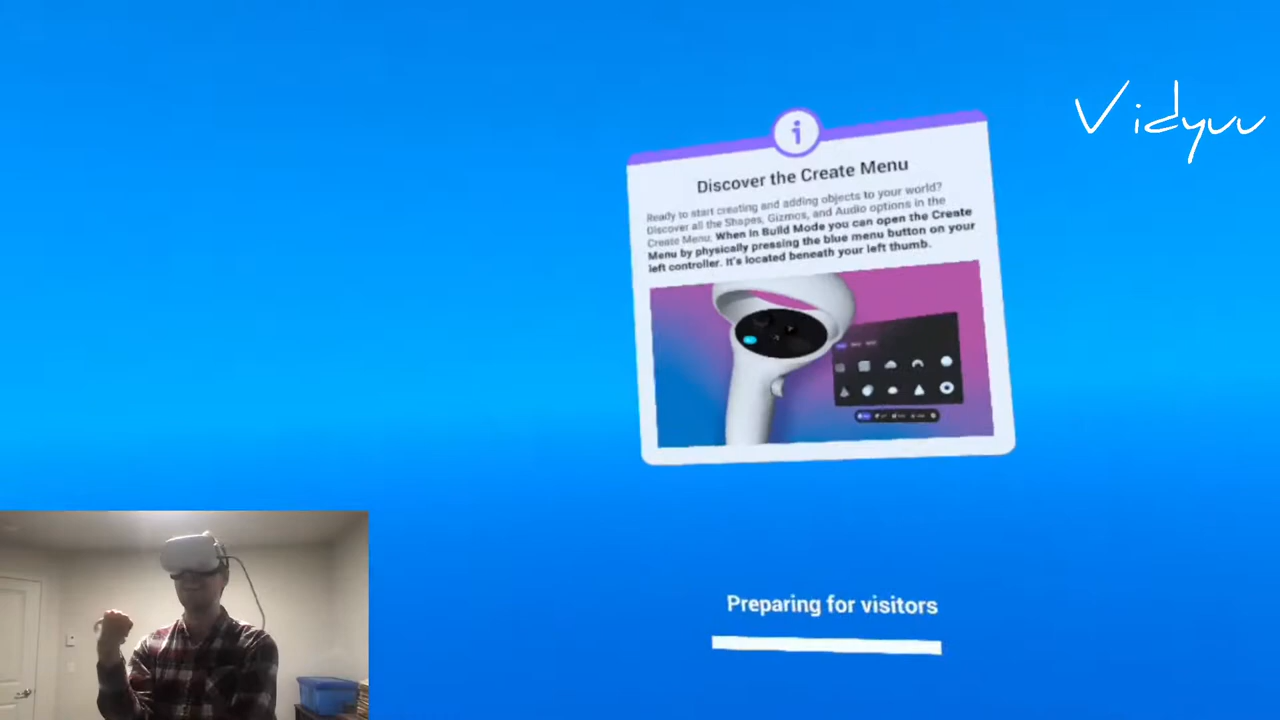 Vidyuu
i
Discover the Create Menu
Ready to start creating and adding objects to your world?
Discover all the Shapes, Gizmos, and Audio options in the
Create Menu. When in Build Mode you can open the Create
Menu by physically pressing the blue menu button on your
left controller. It's located beneath your left thumb.
Preparing for visitors